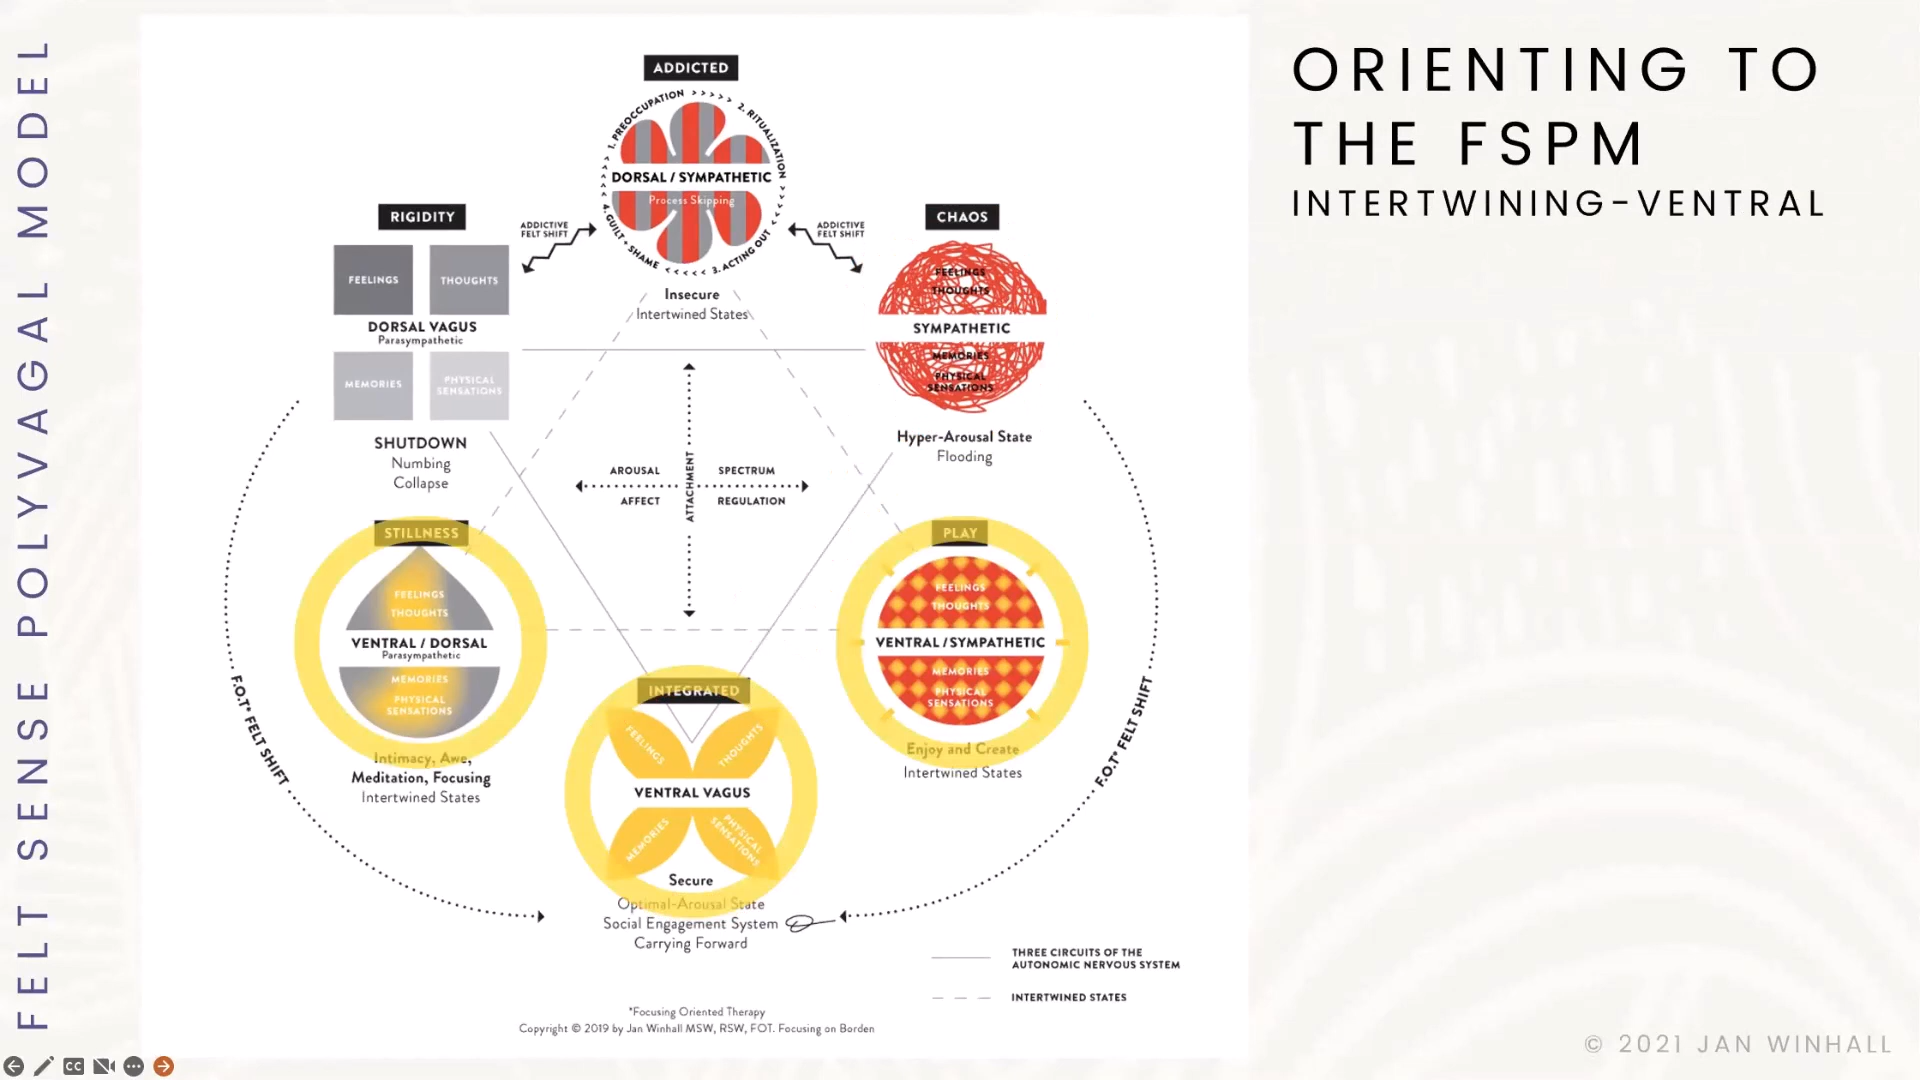 FELT SENSE POLYVAGAL MODEL
ORIENTING TO
THE FSPM
INTERTWINING-VENTRAL
ADDICTED
1. PREOCCUPATION > > > > >
2. RITUALIZATION
> > > > >
3. ACTING OUT
< < < < <
4. GUILT + SHAME
> > > > >
DORSAL / SYMPATHETIC
Process Skipping
Insecure
Intertwined States
ADDICTIVE
FELT SHIFT
ADDICTIVE
FELT SHIFT
RIGIDITY
FEELINGS
THOUGHTS
DORSAL VAGUS
Parasympathetic
MEMORIES
PHYSICAL
SENSATIONS
SHUTDOWN
Numbing
Collapse
CHAOS
FEELINGS
THOUGHTS
SYMPATHETIC
MEMORIES
PHYSICAL
SENSATIONS
Hyper-Arousal State
Flooding
AROUSAL
SPECTRUM
ATTACHMENT
AFFECT
REGULATION
STILLNESS
FEELINGS
THOUGHTS
VENTRAL / DORSAL
Parasympathetic
MEMORIES
PHYSICAL
SENSATIONS
Intimacy, Awe,
Meditation, Focusing
Intertwined States
PLAY
FEELINGS
THOUGHTS
VENTRAL / SYMPATHETIC
MEMORIES
PHYSICAL
SENSATIONS
Enjoy and Create
Intertwined States
INTEGRATED
FEELINGS
THOUGHTS
VENTRAL VAGUS
MEMORIES
PHYSICAL
SENSATIONS
Secure
Optimal-Arousal State
Social Engagement System
Carrying Forward
F.O.T* FELT SHIFT
F.O.T* FELT SHIFT
THREE CIRCUITS OF THE
AUTONOMIC NERVOUS SYSTEM
INTERTWINED STATES
*Focusing Oriented Therapy
Copyright © 2019 by Jan Winhall MSW, RSW, FOT. Focusing on Borden
© 2021 JAN WINHALL
CC